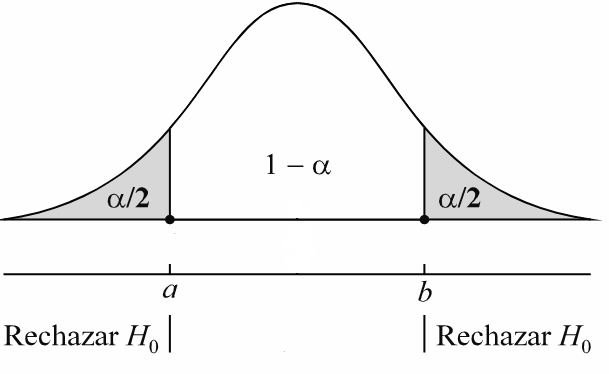 1 − α
α/2 α/2
a b
Rechazar H₀ Rechazar H₀